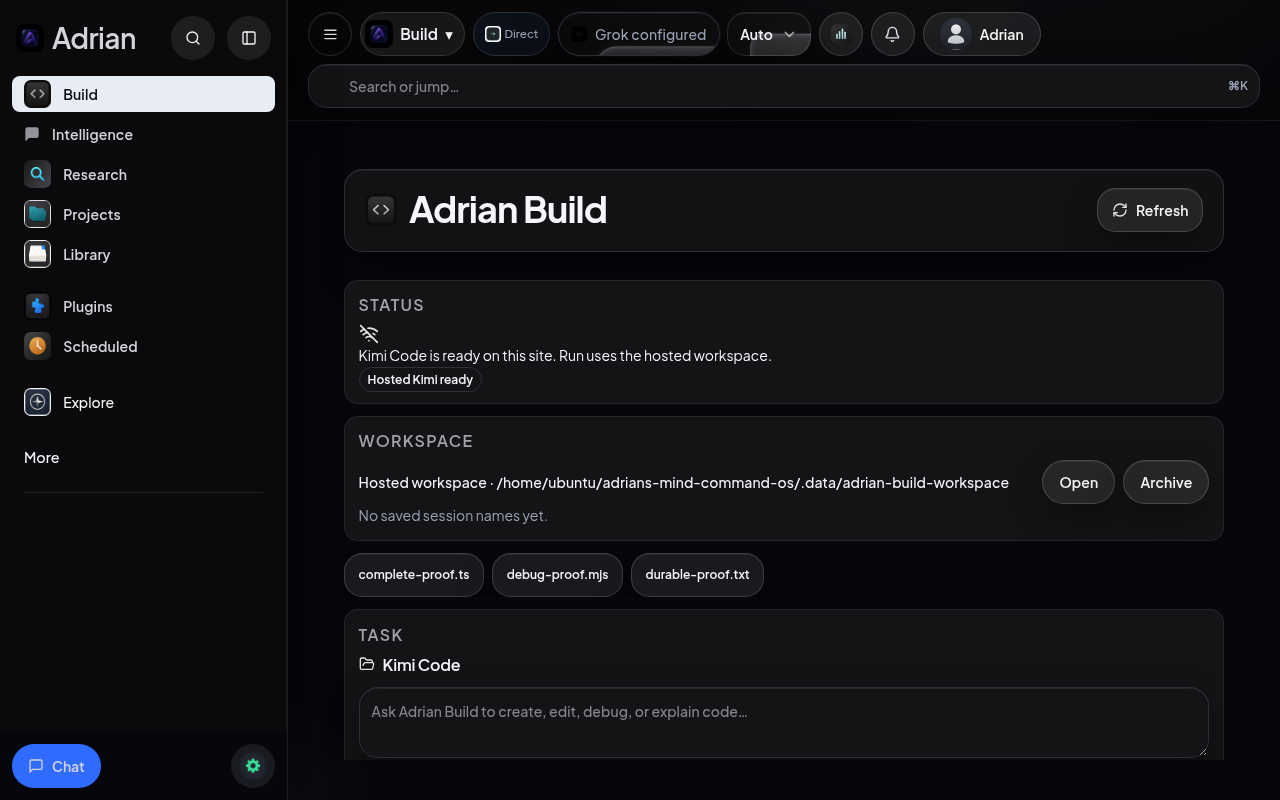 Adrian
Build
Intelligence
Research
Projects
Library
Plugins
Scheduled
Explore
More
Chat
Build ▾
Direct
Grok configured
Auto
Adrian
Search or jump…
⌘K
Adrian Build
Refresh
STATUS
Kimi Code is ready on this site. Run uses the hosted workspace.
Hosted Kimi ready
WORKSPACE
Hosted workspace · /home/ubuntu/adrians-mind-command-os/.data/adrian-build-workspace
Open
Archive
No saved session names yet.
complete-proof.ts
debug-proof.mjs
durable-proof.txt
TASK
Kimi Code
Ask Adrian Build to create, edit, debug, or explain code…